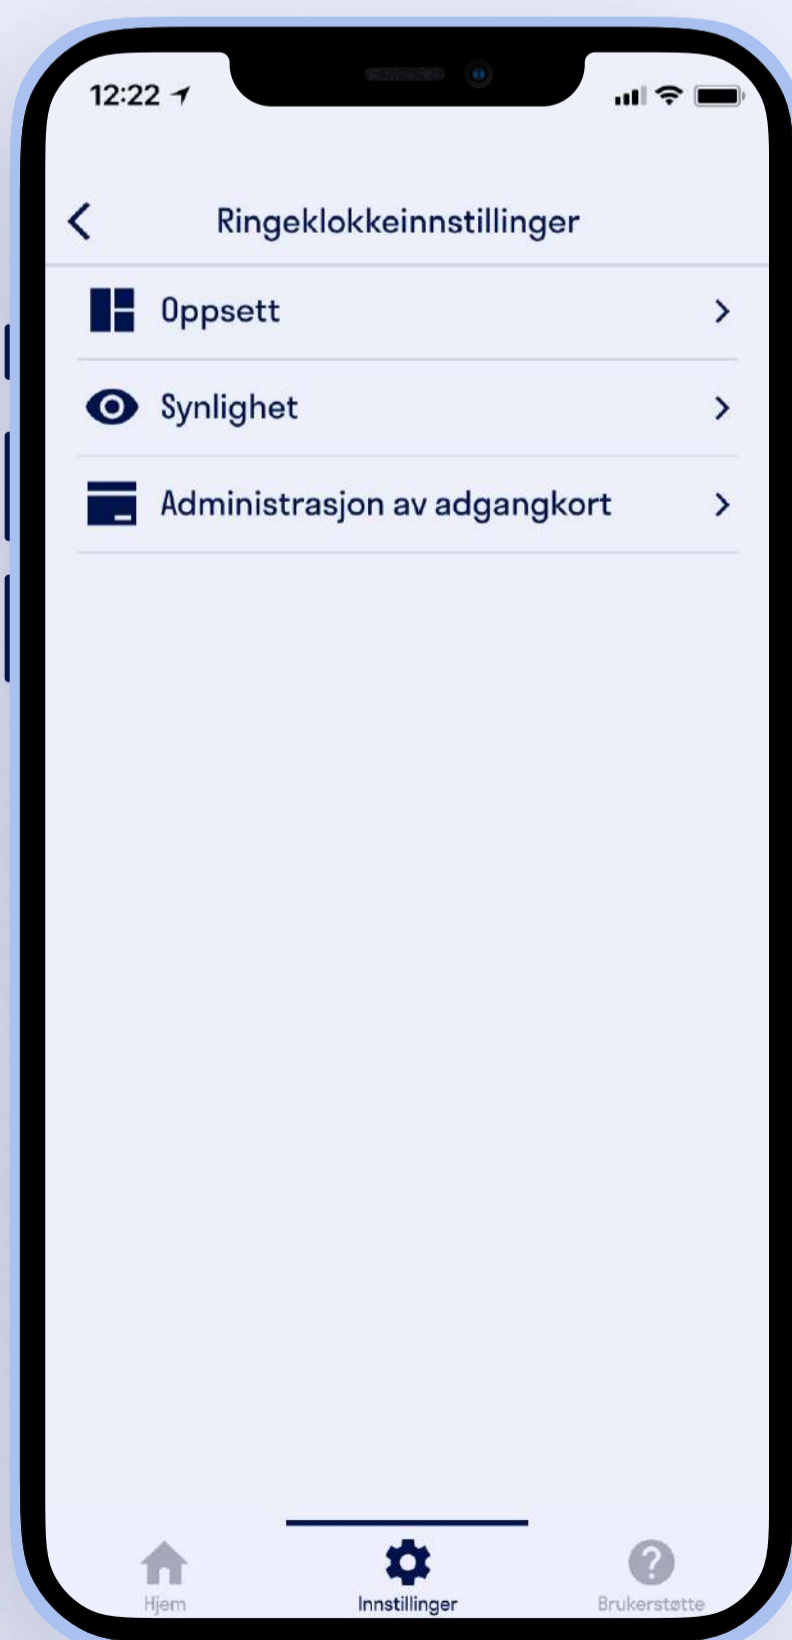 12:22
Ringeklokkeinnstillinger
Oppsett
Synlighet
Administrasjon av adgangkort
Hjem
Innstillinger
Brukerstøtte